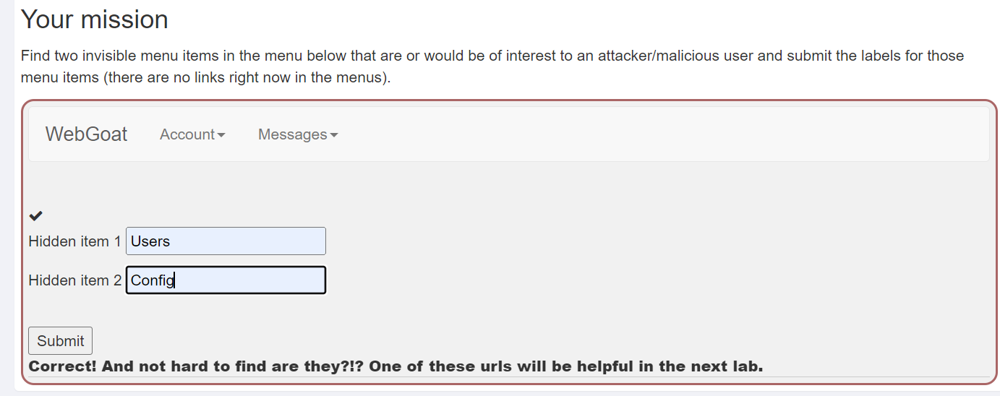 Your mission
Find two invisible menu items in the menu below that are or would be of interest to an attacker/malicious user and submit the labels for those
menu items (there are no links right now in the menus).
WebGoat Account Messages
Hidden item 1 Users
Hidden item 2 Config
Submit
Correct! And not hard to find are they?!? One of these urls will be helpful in the next lab.